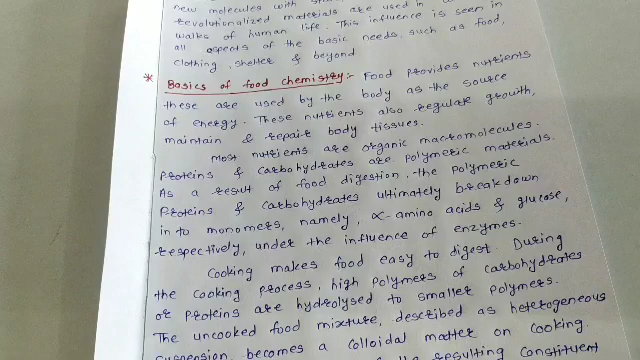 new molecules with
revolutionalized materials are used in
walks of human life. This influence is seen in
all aspects of the basic needs, such as food,
clothing, shelter & beyond
* Basics of food chemistry:- Food provides nutrients
these are used by the body as the source
of energy. These nutrients also regulate growth,
maintain & repair body tissues.
Most nutrients are organic macromolecules.
Proteins & carbohydrates are polymeric materials.
As a result of food digestion, the polymeric
Proteins & carbohydrates ultimately breakdown
in to monomers, namely, α-amino acids & glucose,
respectively, under the influence of enzymes.
Cooking makes food easy to digest. During
the cooking process, high polymers of carbohydrates
or proteins are hydrolysed to smaller polymers.
The uncooked food mixture, described as heterogeneous
suspension, becomes a colloidal matter on cooking.
resulting constituent